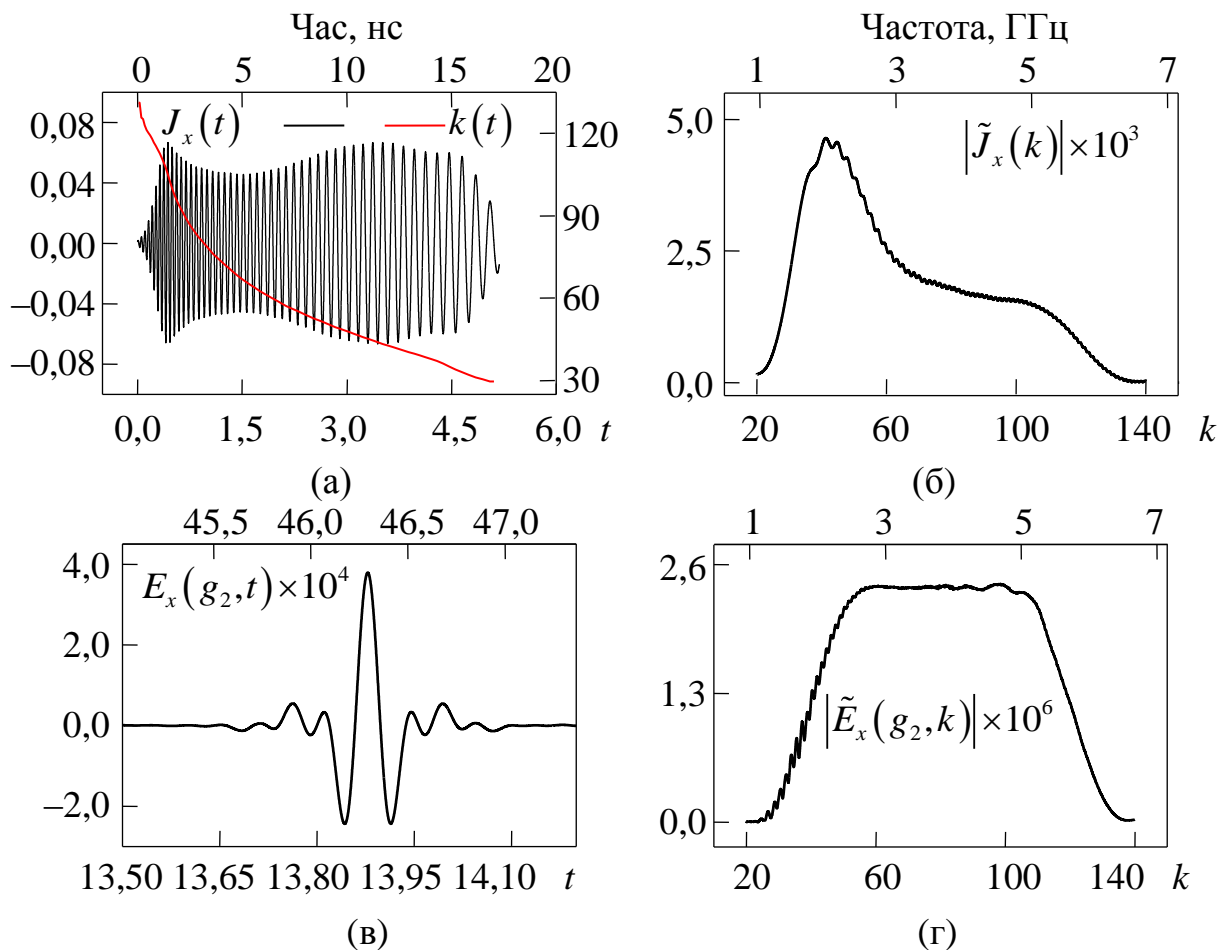 Час, нс
0 5 10 15 20
0,08
0,04
0,00
–0,04
–0,08
J_x(t)
k(t)
120
90
60
30
0,0 1,5 3,0 4,5 6,0 t
(а)
Частота, ГГц
1 3 5 7
5,0
2,5
0,0
|J̃_x(k)|×10³
20 60 100 140 k
(б)
45,5 46,0 46,5 47,0
4,0
2,0
0,0
–2,0
E_x(g₂,t)×10⁴
13,50 13,65 13,80 13,95 14,10 t
(в)
1 3 5 7
2,6
1,3
0,0
|Ẽ_x(g₂,k)|×10⁶
20 60 100 140 k
(г)